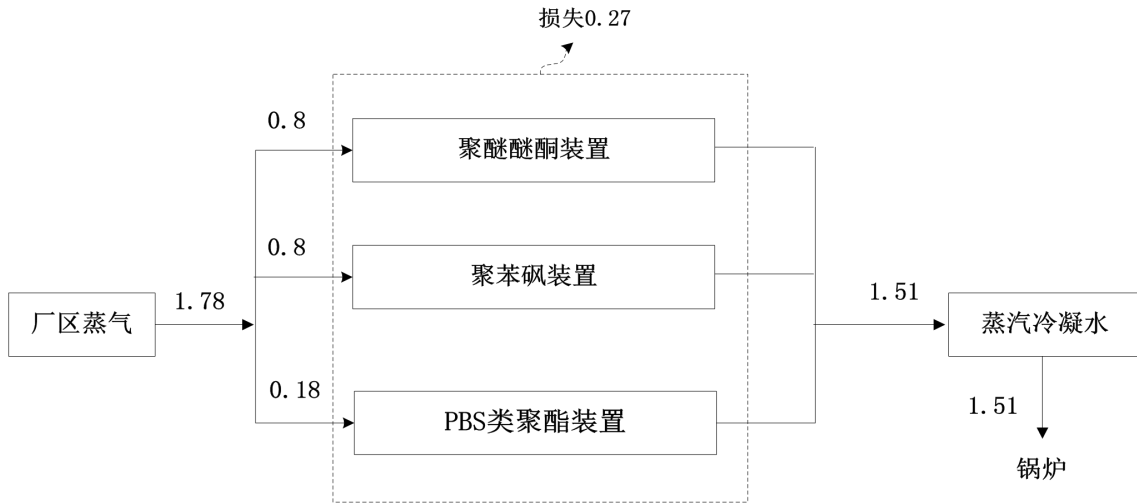 损失0.27
0.8
聚醚醚酮装置
0.8
聚苯砜装置
厂区蒸气
1.78
1.51
蒸汽冷凝水
0.18
PBS类聚酯装置
1.51
锅炉